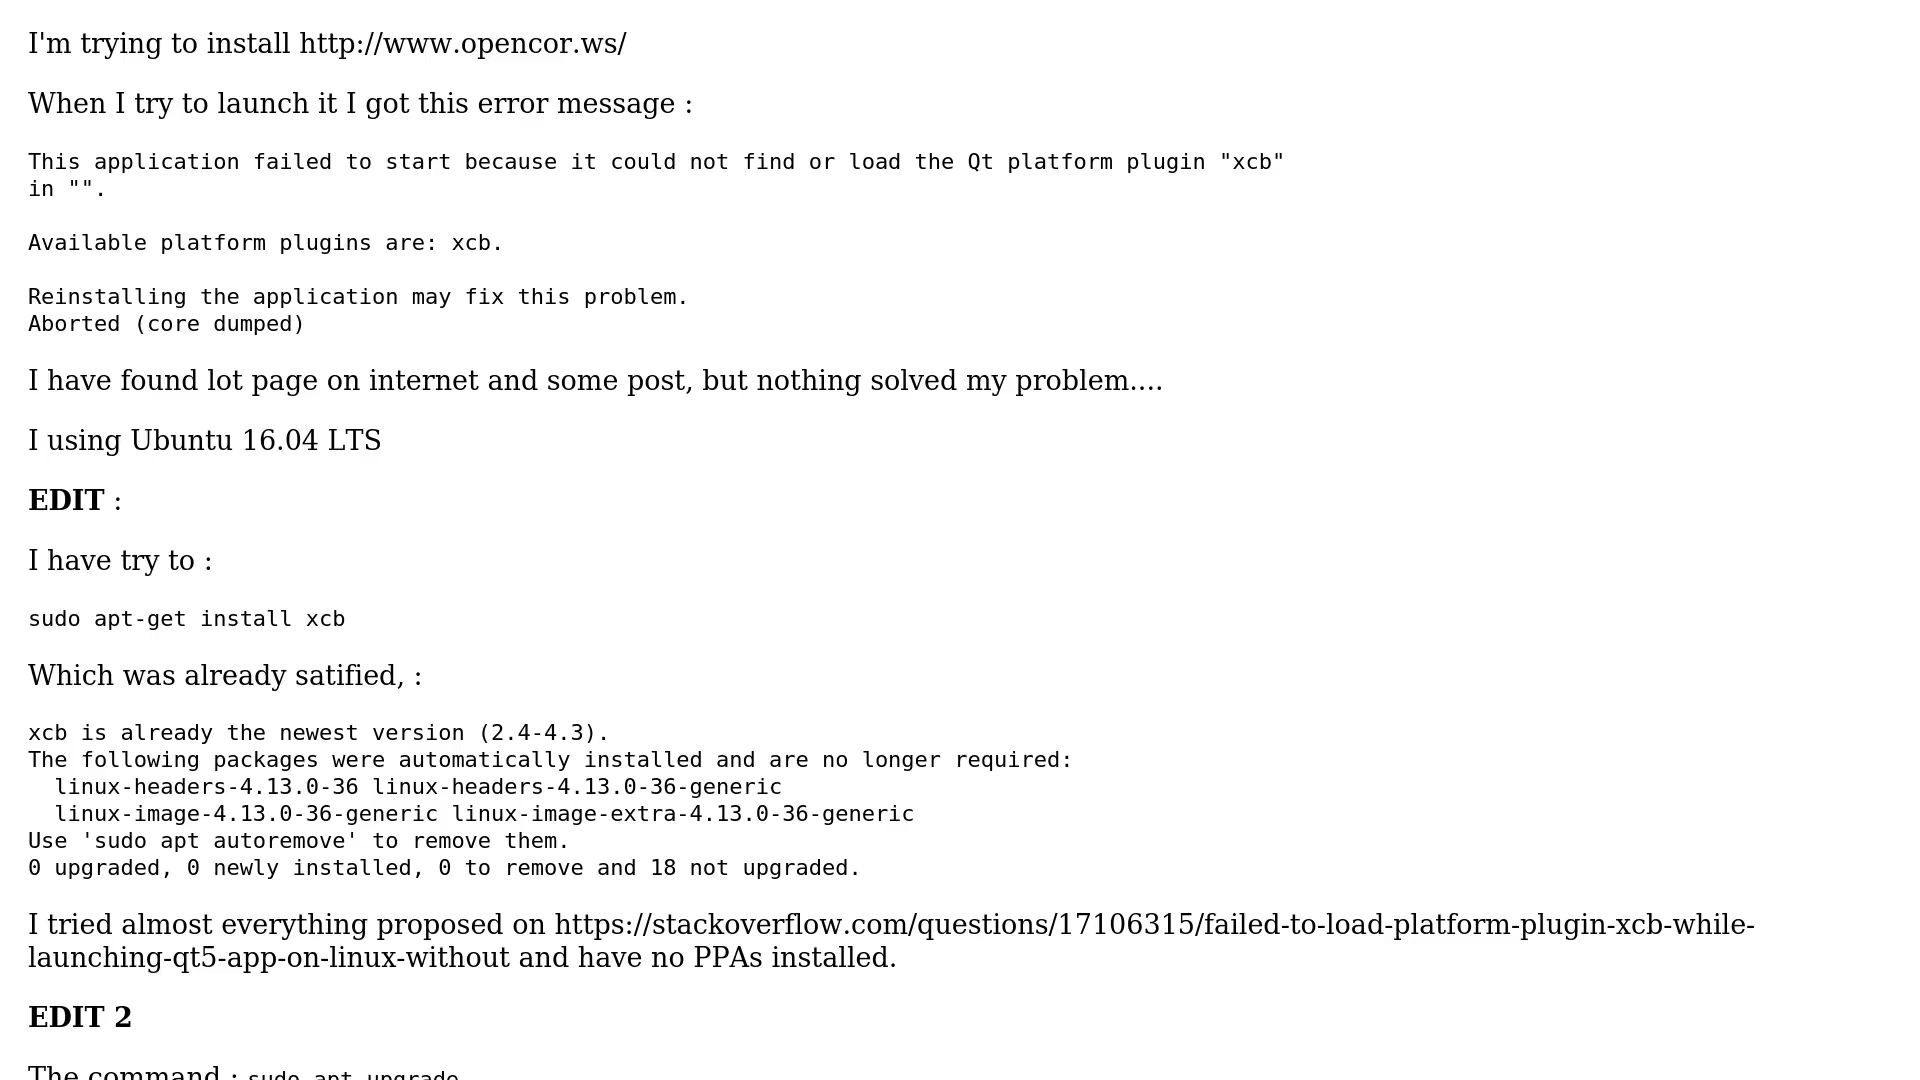 I'm trying to install http://www.opencor.ws/
When I try to launch it I got this error message :
This application failed to start because it could not find or load the Qt platform plugin "xcb"
in "".
Available platform plugins are: xcb.
Reinstalling the application may fix this problem.
Aborted (core dumped)
I have found lot page on internet and some post, but nothing solved my problem....
I using Ubuntu 16.04 LTS
EDIT :
I have try to :
sudo apt-get install xcb
Which was already satified, :
xcb is already the newest version (2.4-4.3).
The following packages were automatically installed and are no longer required:
  linux-headers-4.13.0-36 linux-headers-4.13.0-36-generic
  linux-image-4.13.0-36-generic linux-image-extra-4.13.0-36-generic
Use 'sudo apt autoremove' to remove them.
0 upgraded, 0 newly installed, 0 to remove and 18 not upgraded.
I tried almost everything proposed on https://stackoverflow.com/questions/17106315/failed-to-load-platform-plugin-xcb-while-
launching-qt5-app-on-linux-without and have no PPAs installed.
EDIT 2
The command : sudo apt upgrade